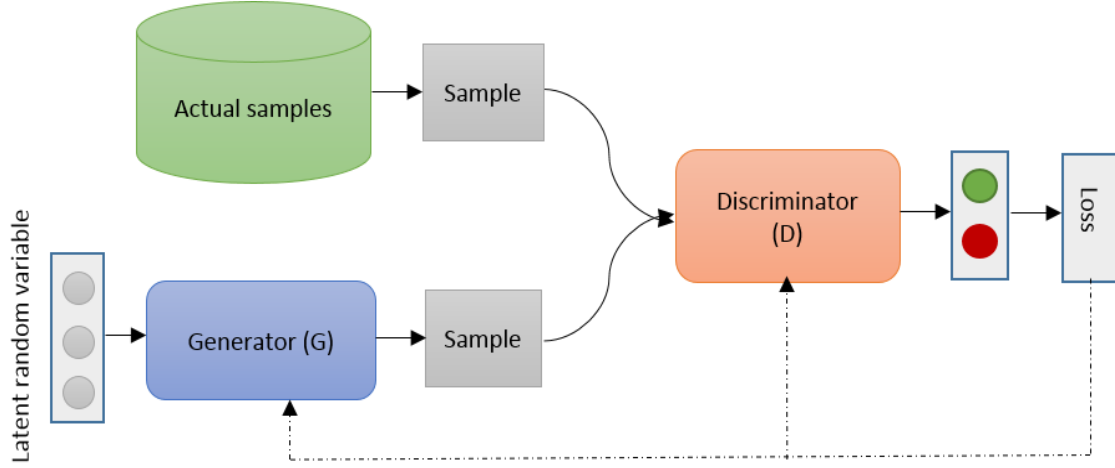 Actual samples
Sample
Discriminator
(D)
Loss
Latent random variable
Generator (G)
Sample